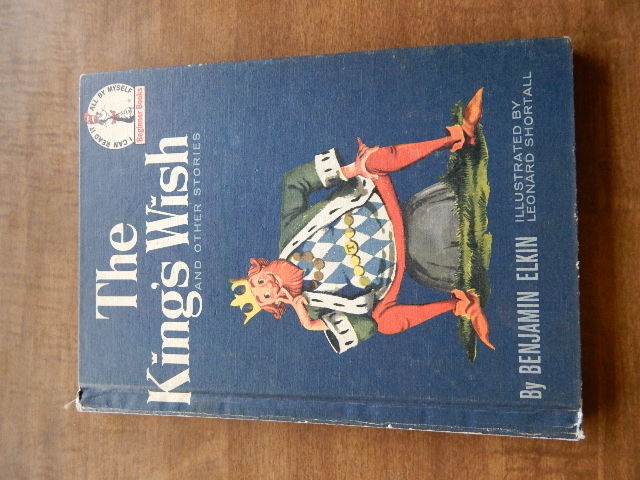 The
King's Wish
AND OTHER STORIES
I CAN READ IT ALL BY MYSELF
Beginner Books
By BENJAMIN ELKIN
ILLUSTRATED BY
LEONARD SHORTALL